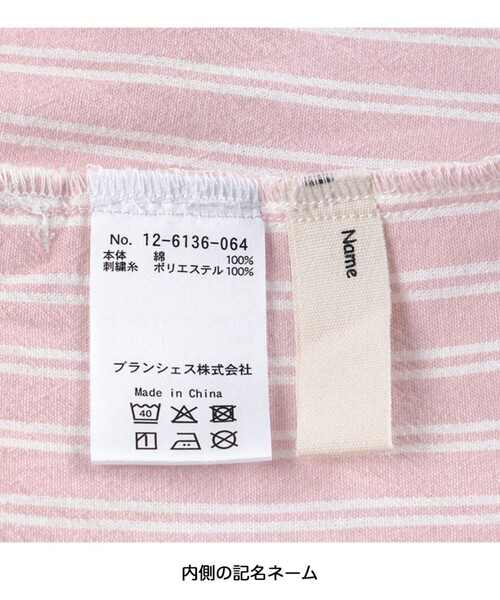 No. 12-6136-064
本体 綿 100%
刺繍糸 ポリエステル 100%
ブランシェス株式会社
Made in China
40
Name
内側の記名ネーム